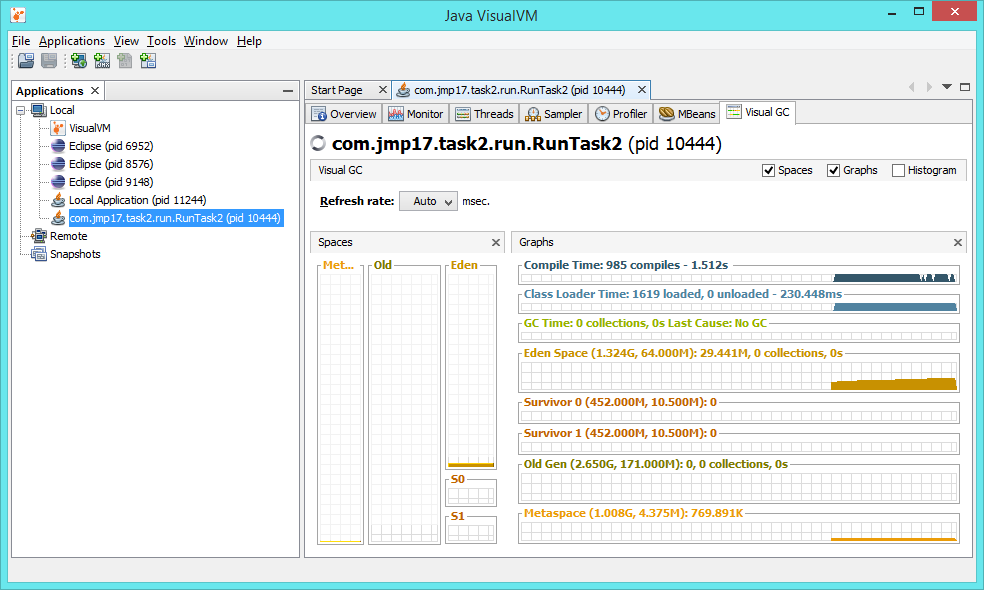 Java VisualVM
File Applications View Tools Window Help
Applications
Start Page
com.jmp17.task2.run.RunTask2 (pid 10444)
Local
VisualVM
Eclipse (pid 6952)
Eclipse (pid 8576)
Eclipse (pid 9148)
Local Application (pid 11244)
com.jmp17.task2.run.RunTask2 (pid 10444)
Remote
Snapshots
Overview Monitor Threads Sampler Profiler MBeans Visual GC
com.jmp17.task2.run.RunTask2 (pid 10444)
Visual GC Spaces Graphs Histogram
Refresh rate: Auto msec.
Spaces
Met... Old Eden
S0
S1
Graphs
Compile Time: 985 compiles - 1.512s
Class Loader Time: 1619 loaded, 0 unloaded - 230.448ms
GC Time: 0 collections, 0s Last Cause: No GC
Eden Space (1.324G, 64.000M): 29.441M, 0 collections, 0s
Survivor 0 (452.000M, 10.500M): 0
Survivor 1 (452.000M, 10.500M): 0
Old Gen (2.650G, 171.000M): 0, 0 collections, 0s
Metaspace (1.008G, 4.375M): 769.891K